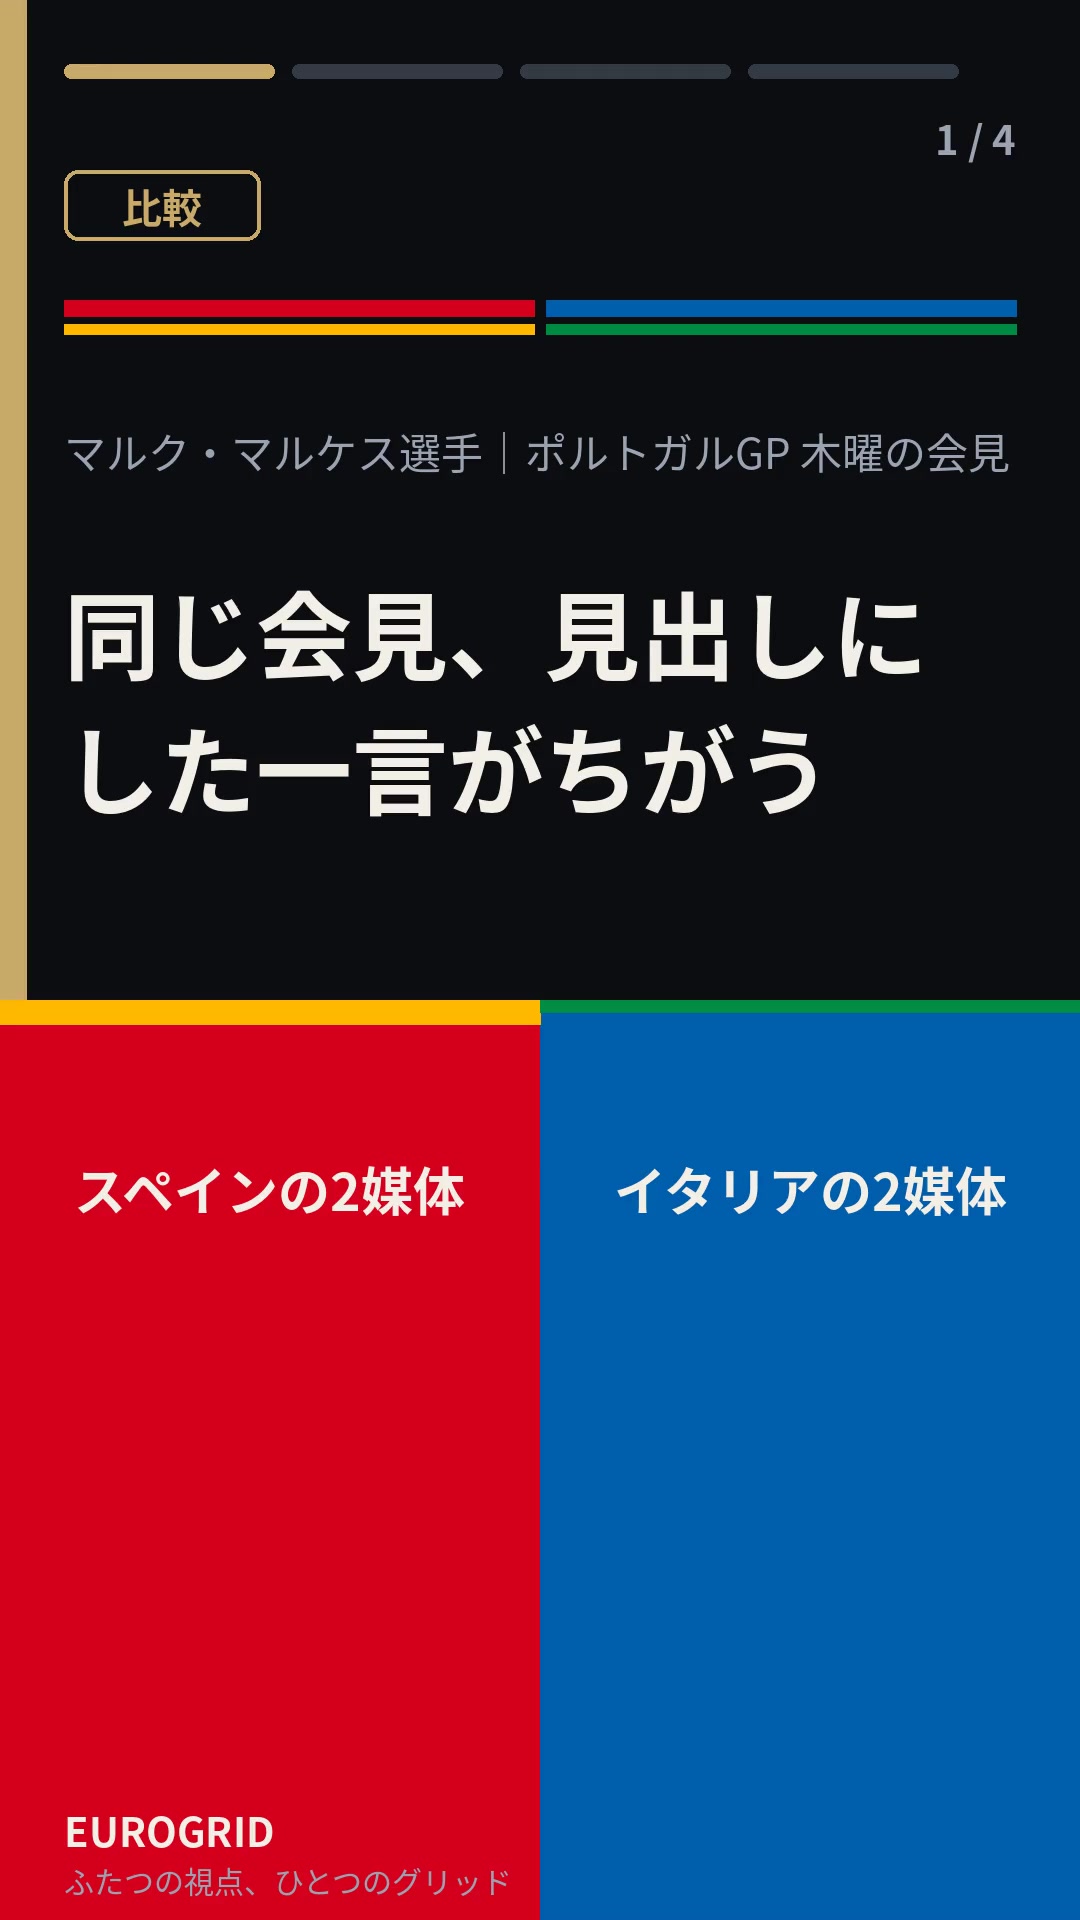 1 / 4
比較
マルク・マルケス選手｜ポルトガルGP 木曜の会見
同じ会見、見出しに
した一言がちがう
スペインの2媒体
イタリアの2媒体
EUROGRID
ふたつの視点、ひとつのグリッド